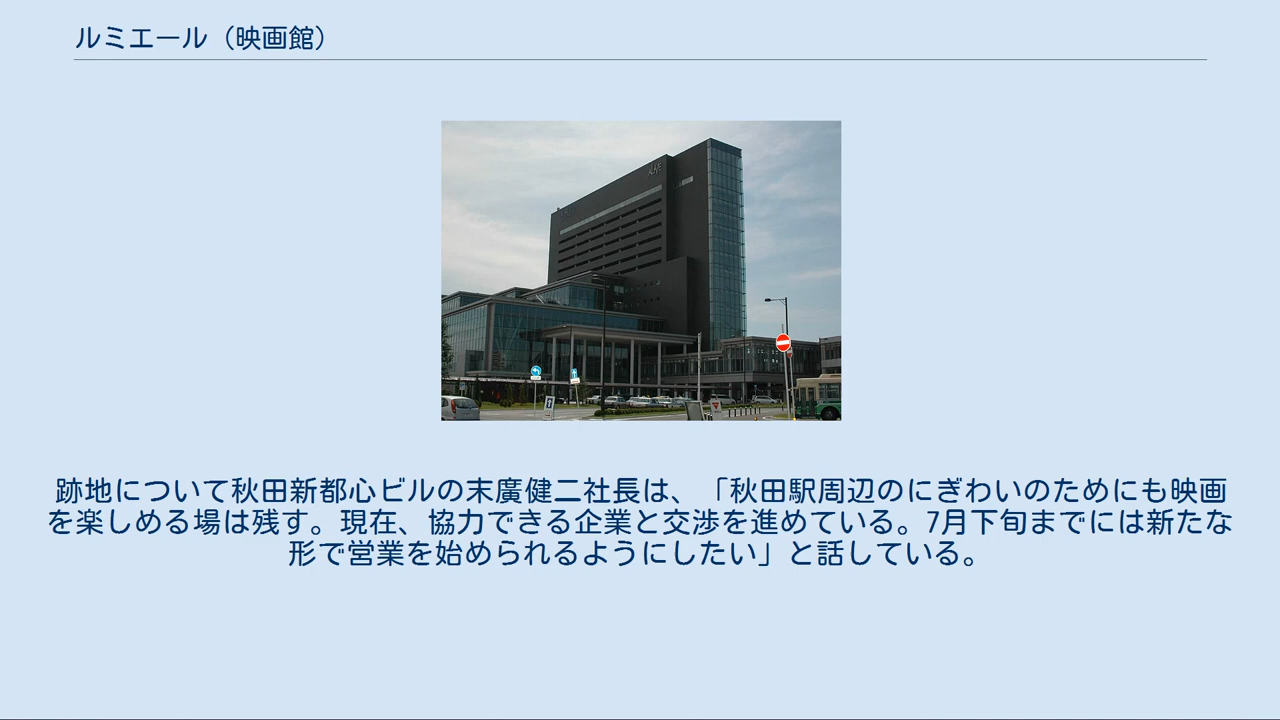 ルミエール（映画館）
ALVE
跡地について秋田新都心ビルの末廣健二社長は、「秋田駅周辺のにぎわいのためにも映画
を楽しめる場は残す。現在、協力できる企業と交渉を進めている。7月下旬までには新たな
形で営業を始められるようにしたい」と話している。